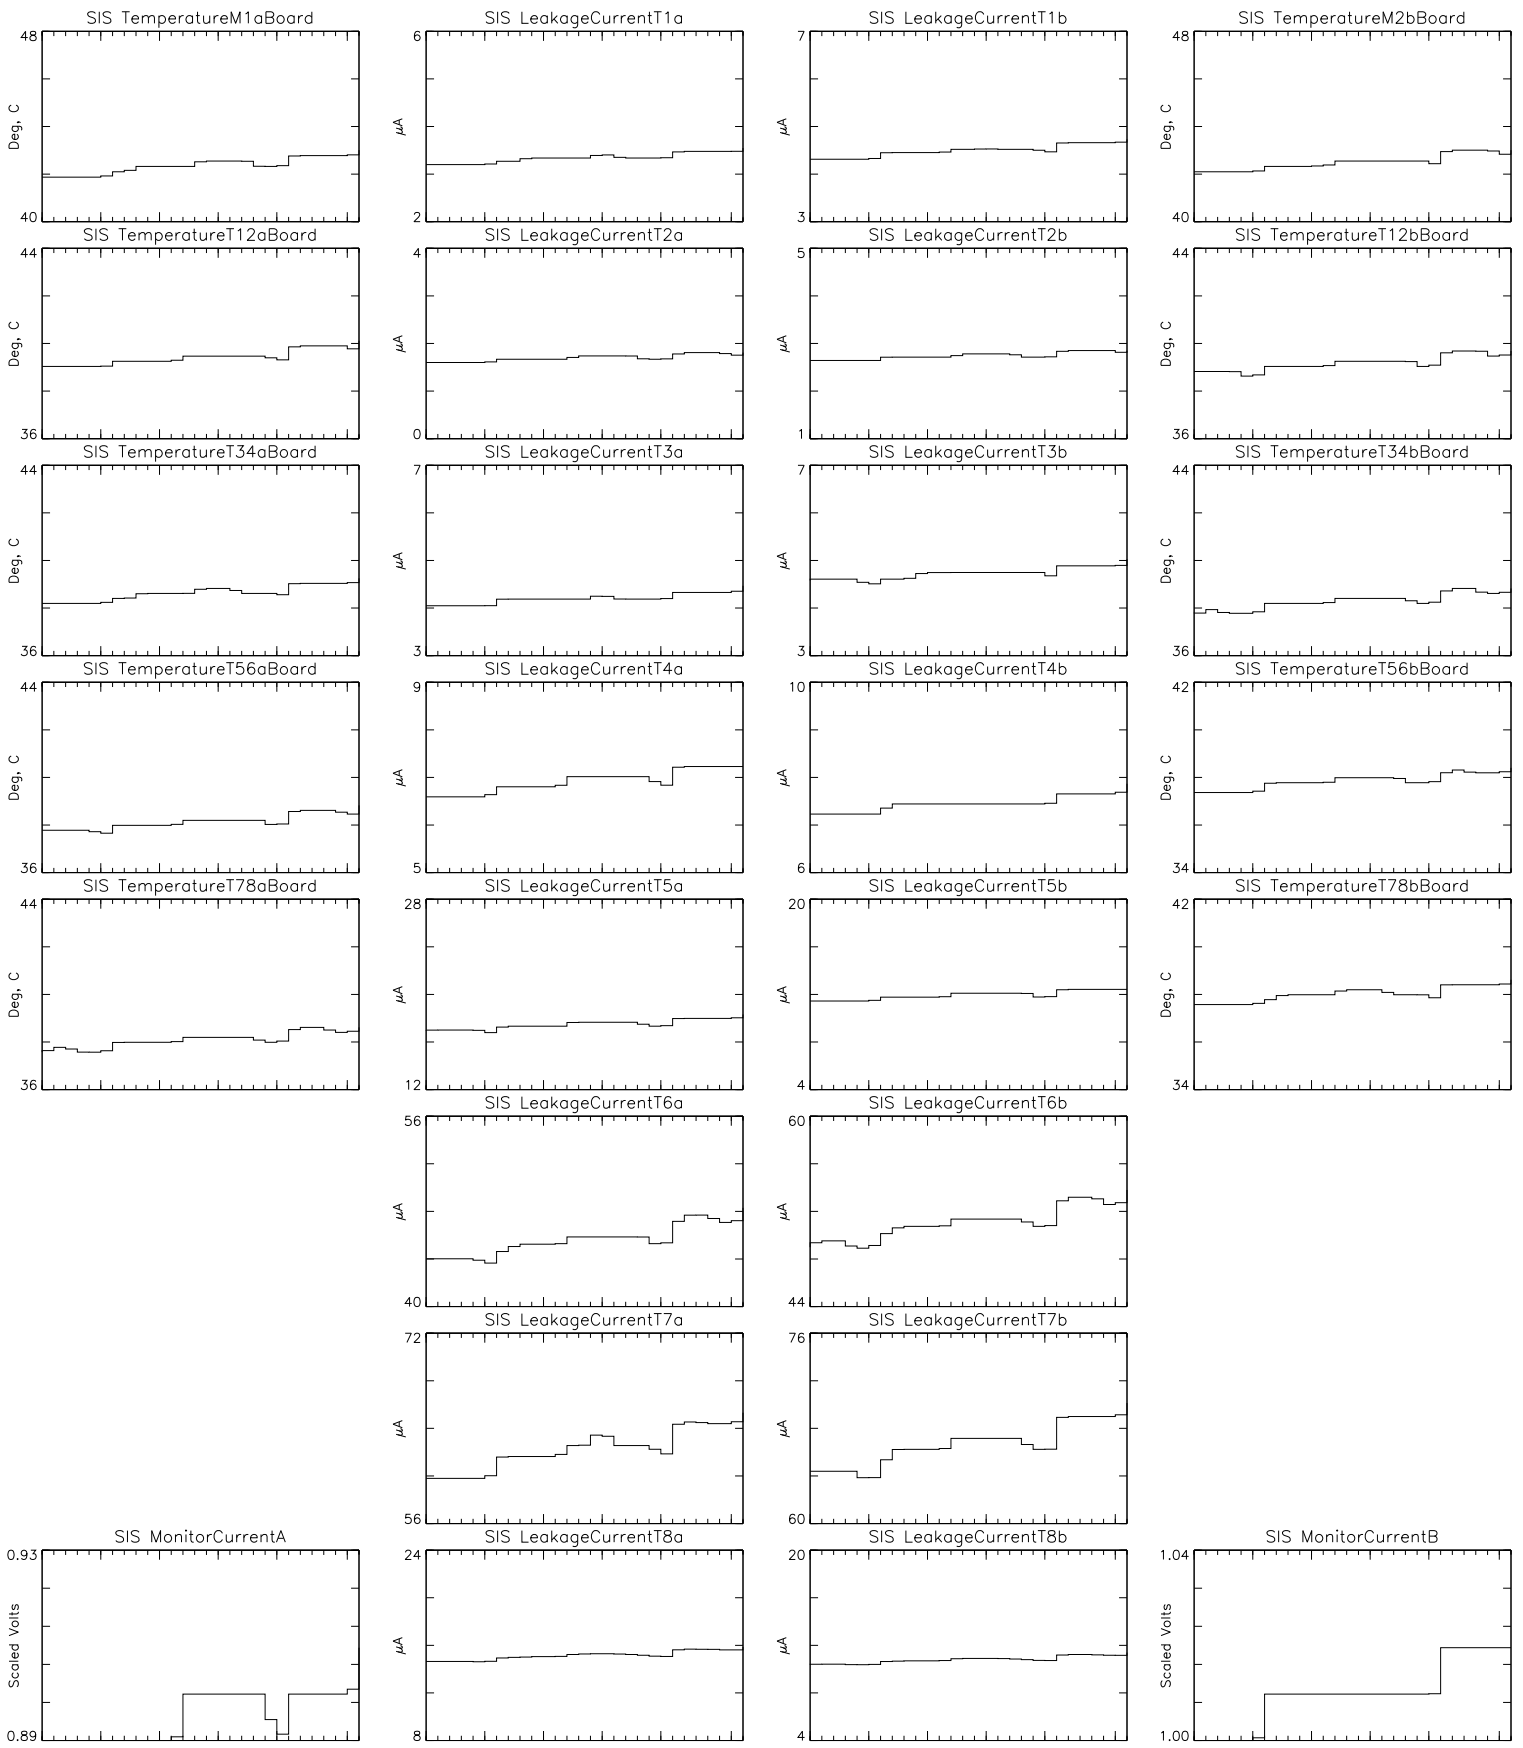 SIS TemperatureM1aBoard
SIS LeakageCurrentT1a
SIS LeakageCurrentT1b
SIS TemperatureM2bBoard
48
6
7
48
Deg, C
μA
μA
Deg, C
40
2
3
40
SIS TemperatureT12aBoard
SIS LeakageCurrentT2a
SIS LeakageCurrentT2b
SIS TemperatureT12bBoard
44
4
5
44
Deg, C
μA
μA
Deg, C
36
0
1
36
SIS TemperatureT34aBoard
SIS LeakageCurrentT3a
SIS LeakageCurrentT3b
SIS TemperatureT34bBoard
44
7
7
44
Deg, C
μA
μA
Deg, C
36
3
3
36
SIS TemperatureT56aBoard
SIS LeakageCurrentT4a
SIS LeakageCurrentT4b
SIS TemperatureT56bBoard
44
9
10
42
Deg, C
μA
μA
Deg, C
36
5
6
34
SIS TemperatureT78aBoard
SIS LeakageCurrentT5a
SIS LeakageCurrentT5b
SIS TemperatureT78bBoard
44
28
20
42
Deg, C
μA
μA
Deg, C
36
12
4
34
SIS LeakageCurrentT6a
SIS LeakageCurrentT6b
56
60
μA
μA
40
44
SIS LeakageCurrentT7a
SIS LeakageCurrentT7b
72
76
μA
μA
56
60
SIS MonitorCurrentA
SIS LeakageCurrentT8a
SIS LeakageCurrentT8b
SIS MonitorCurrentB
0.93
24
20
1.04
Scaled Volts
μA
μA
Scaled Volts
0.89
8
4
1.00